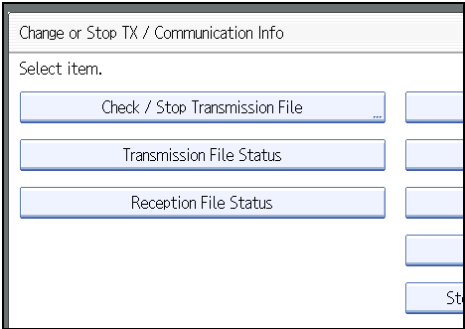 Change or Stop TX / Communication Info
Select item.
Check / Stop Transmission File
Transmission File Status
Reception File Status